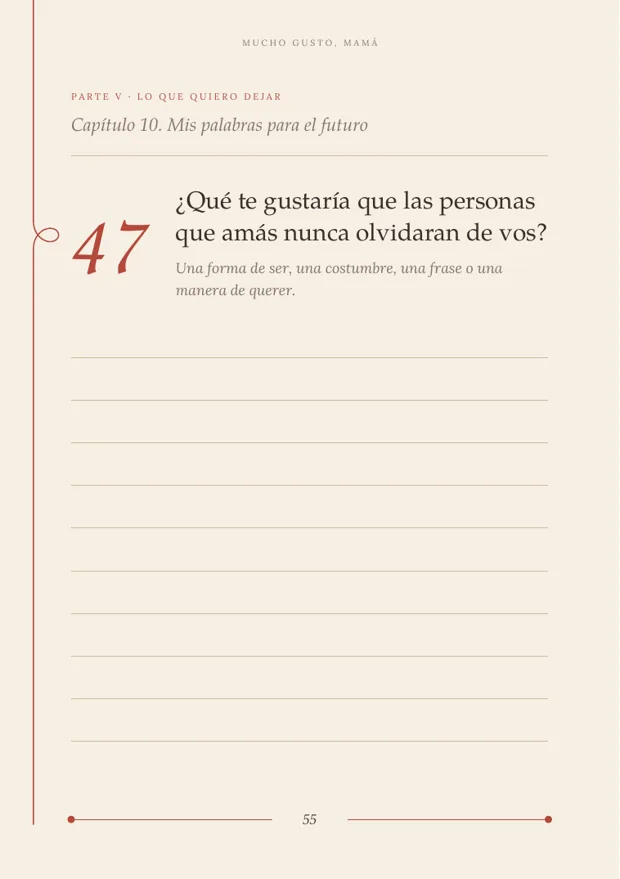 MUCHO GUSTO, MAMÁ
PARTE V · LO QUE QUIERO DEJAR
Capítulo 10. Mis palabras para el futuro
47
¿Qué te gustaría que las personas
que amás nunca olvidaran de vos?
Una forma de ser, una costumbre, una frase o una
manera de querer.
55